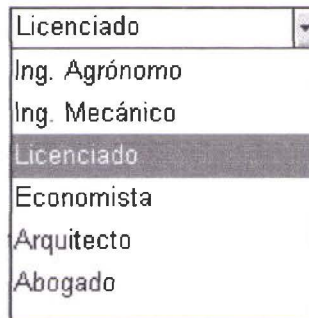 Licenciado
Ing. Agrónomo
Ing. Mecánico
Licenciado
Economista
Arquitecto
Abogado